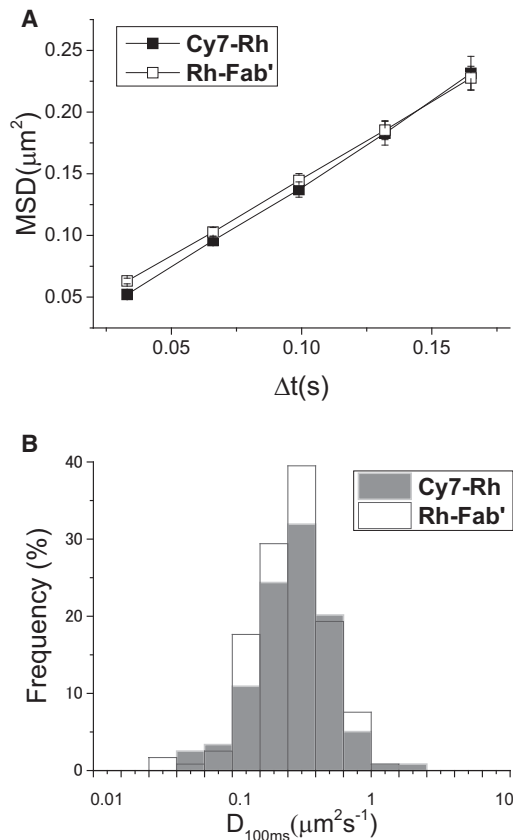 A
Cy7-Rh
Rh-Fab'
MSD(μm²)
0.25
0.20
0.15
0.10
0.05
0.05 0.10 0.15
Δt(s)
B
Cy7-Rh
Rh-Fab'
Frequency (%)
40
30
20
10
0
0.01 0.1 1 10
D100ms(μm²s⁻¹)